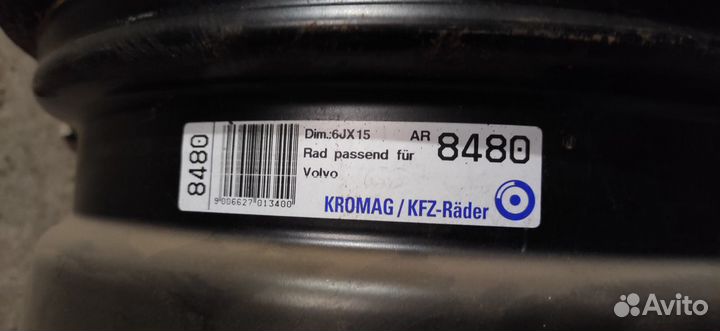 8480
9 006627 013400
Dim.:6JX15 AR 8480
Rad passend für
Volvo
KROMAG/KFZ-Räder
Avito